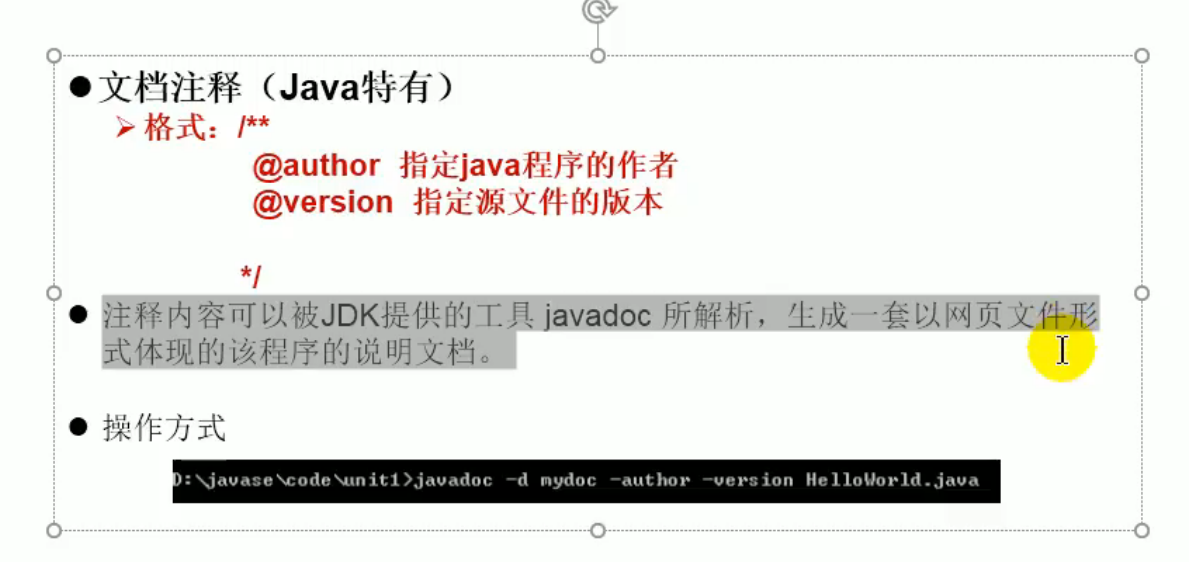 ●文档注释（Java特有）
➢格式：/**
@author 指定java程序的作者
@version 指定源文件的版本
*/
● 注释内容可以被JDK提供的工具 javadoc 所解析，生成一套以网页文件形
式体现的该程序的说明文档。
● 操作方式
D:\javase\code\unit1>javadoc -d mydoc -author -version HelloWorld.java